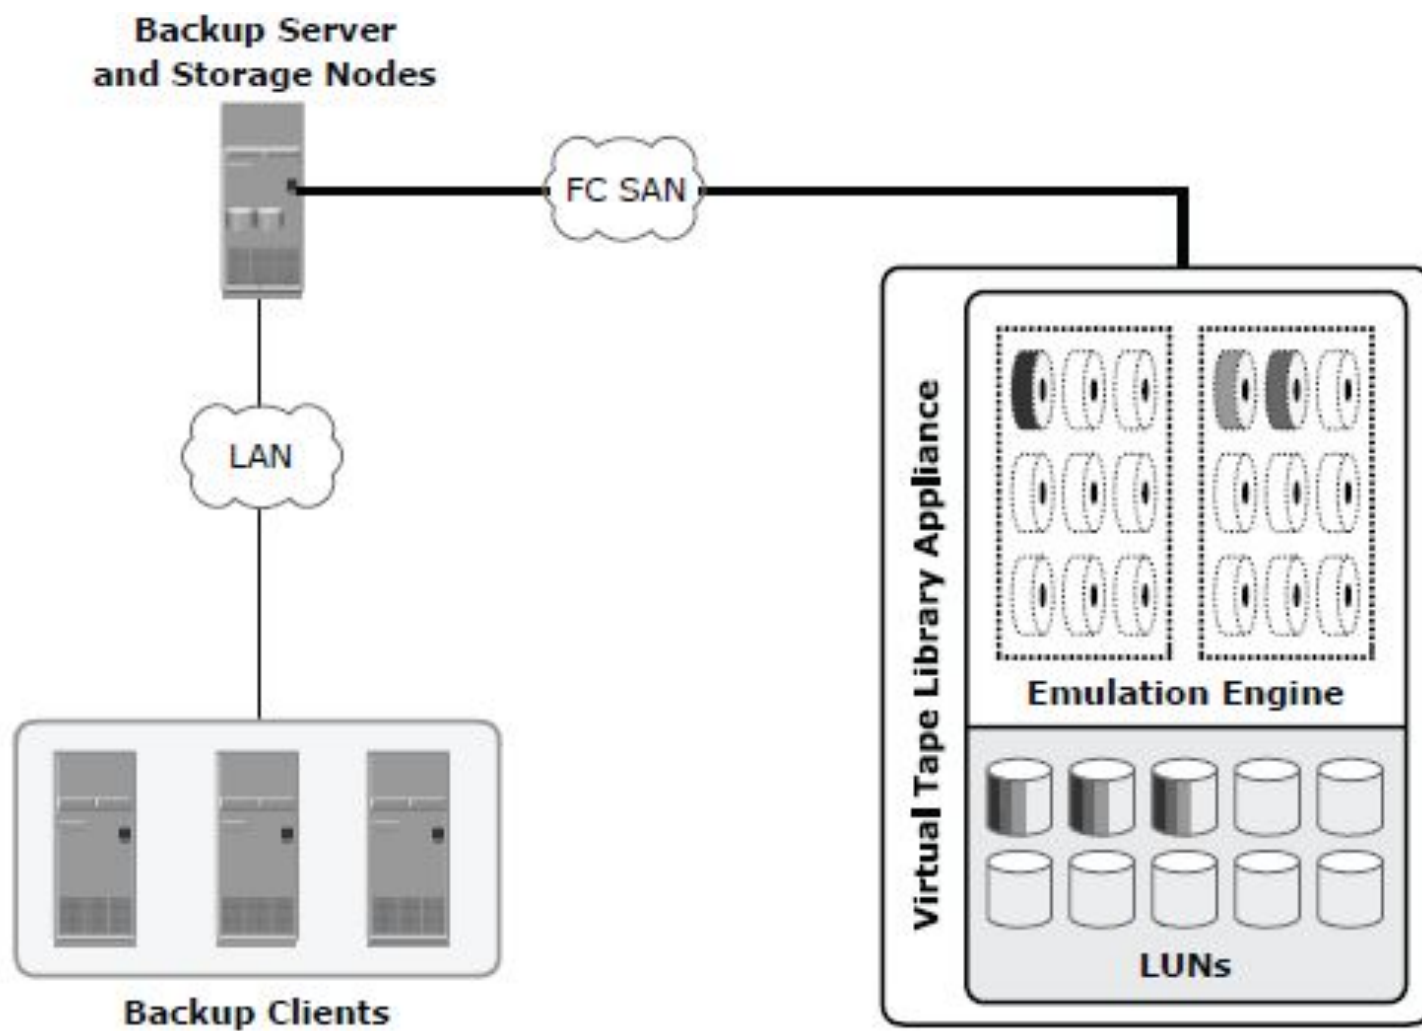 Backup Server
and Storage Nodes
FC SAN
LAN
Virtual Tape Library Appliance
Emulation Engine
LUNs
Backup Clients